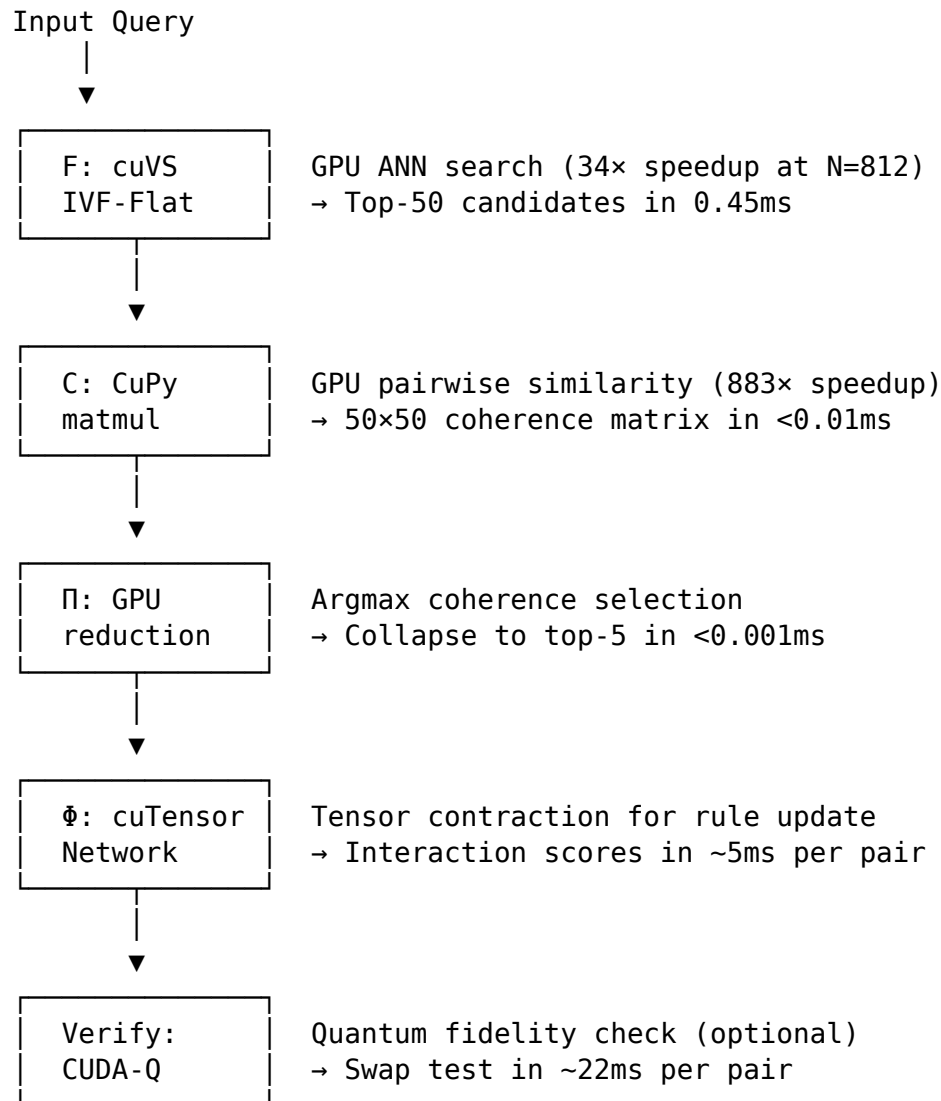 Input Query
F: cuVS GPU ANN search (34× speedup at N=812)
IVF-Flat → Top-50 candidates in 0.45ms
C: CuPy GPU pairwise similarity (883× speedup)
matmul → 50×50 coherence matrix in <0.01ms
Π: GPU Argmax coherence selection
reduction → Collapse to top-5 in <0.001ms
Φ: cuTensor Tensor contraction for rule update
Network → Interaction scores in ~5ms per pair
Verify: Quantum fidelity check (optional)
CUDA-Q → Swap test in ~22ms per pair